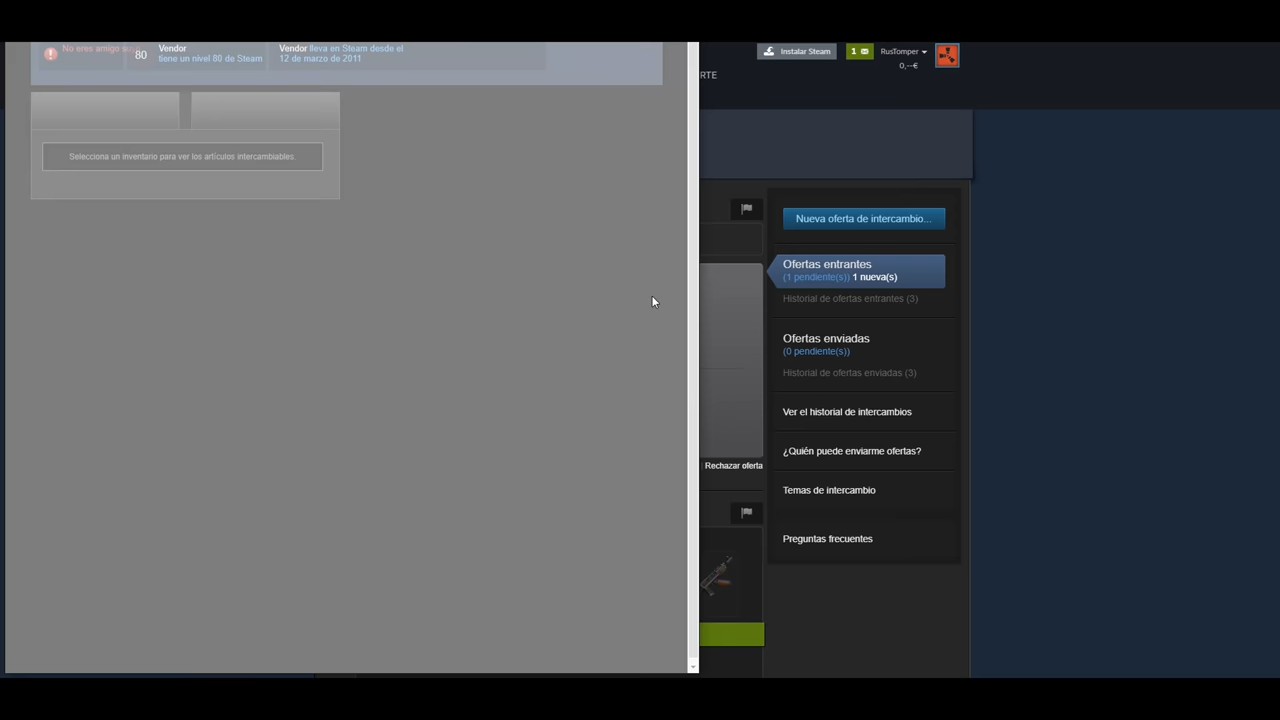 No eres amigo su
80
Vendor
tiene un nivel 80 de Steam
Vendor lleva en Steam desde el
12 de marzo de 2011
Selecciona un inventario para ver los artículos intercambiables.
Instalar Steam
1
RusTomper
0,--€
RTE
Nueva oferta de intercambio...
Ofertas entrantes
(1 pendiente(s)) 1 nueva(s)
Historial de ofertas entrantes (3)
Ofertas enviadas
(0 pendiente(s))
Historial de ofertas enviadas (3)
Ver el historial de intercambios
¿Quién puede enviarme ofertas?
Temas de intercambio
Preguntas frecuentes
Rechazar oferta